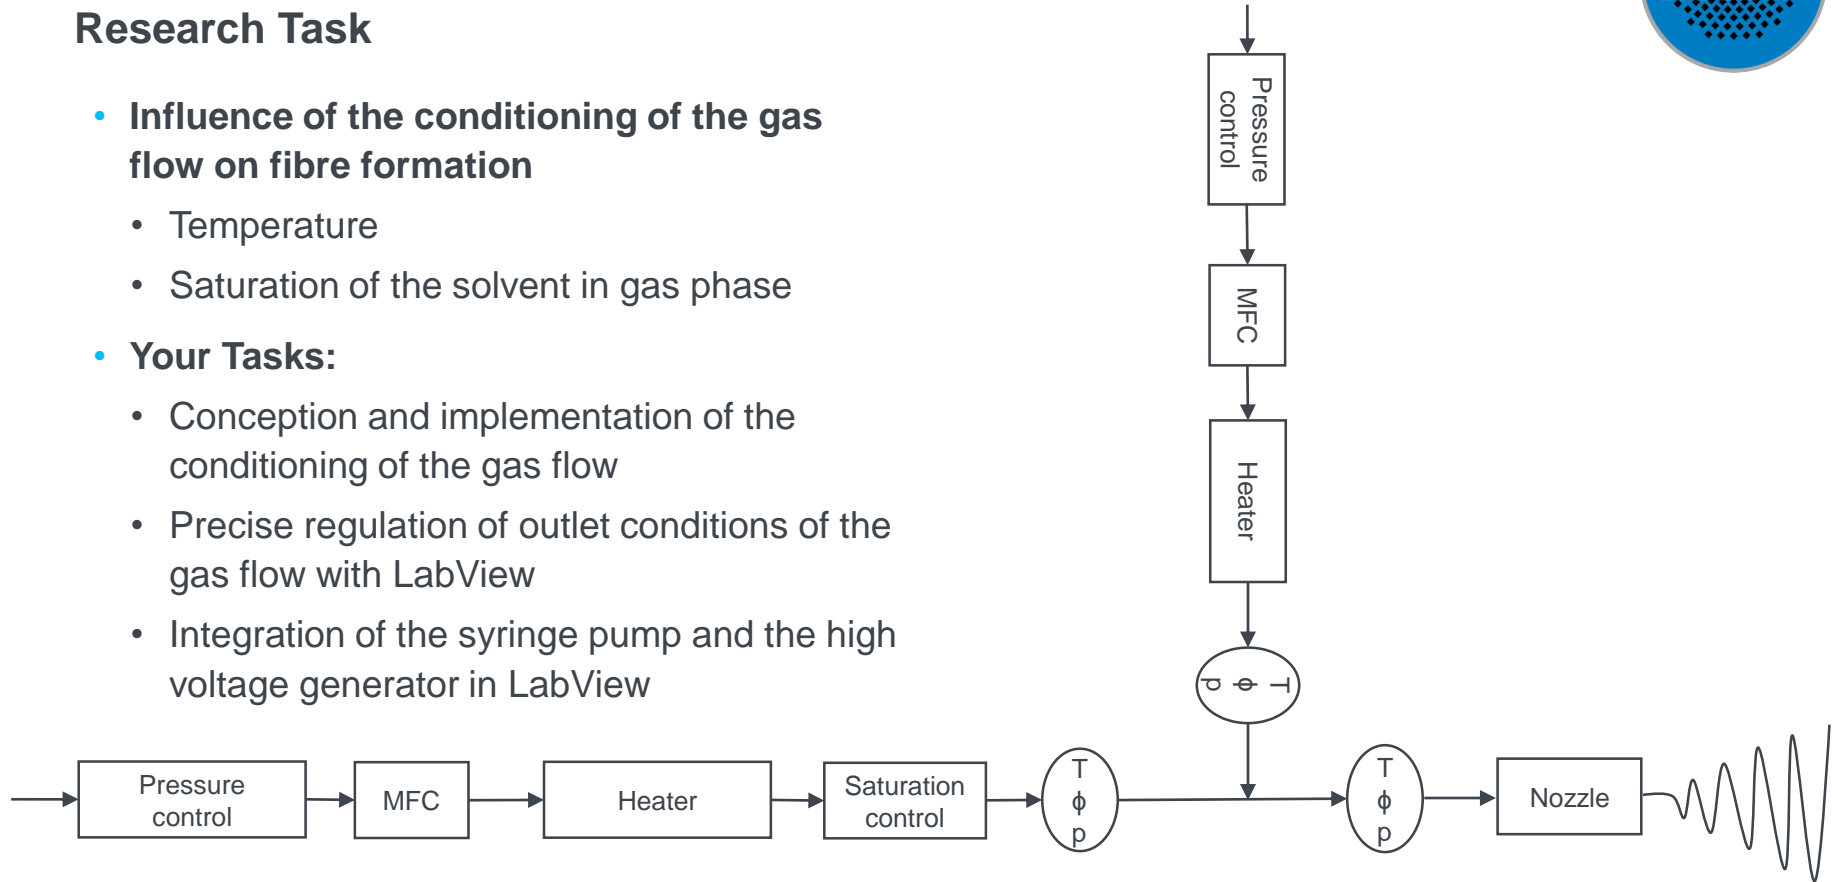 Research Task
• Influence of the conditioning of the gas
flow on fibre formation
• Temperature
• Saturation of the solvent in gas phase
• Your Tasks:
• Conception and implementation of the
conditioning of the gas flow
• Precise regulation of outlet conditions of the
gas flow with LabView
• Integration of the syringe pump and the high
voltage generator in LabView
Pressure
control
MFC
Heater
T
ϕ
p
Pressure
control
MFC
Heater
Saturation
control
T
ϕ
p
T
ϕ
p
Nozzle